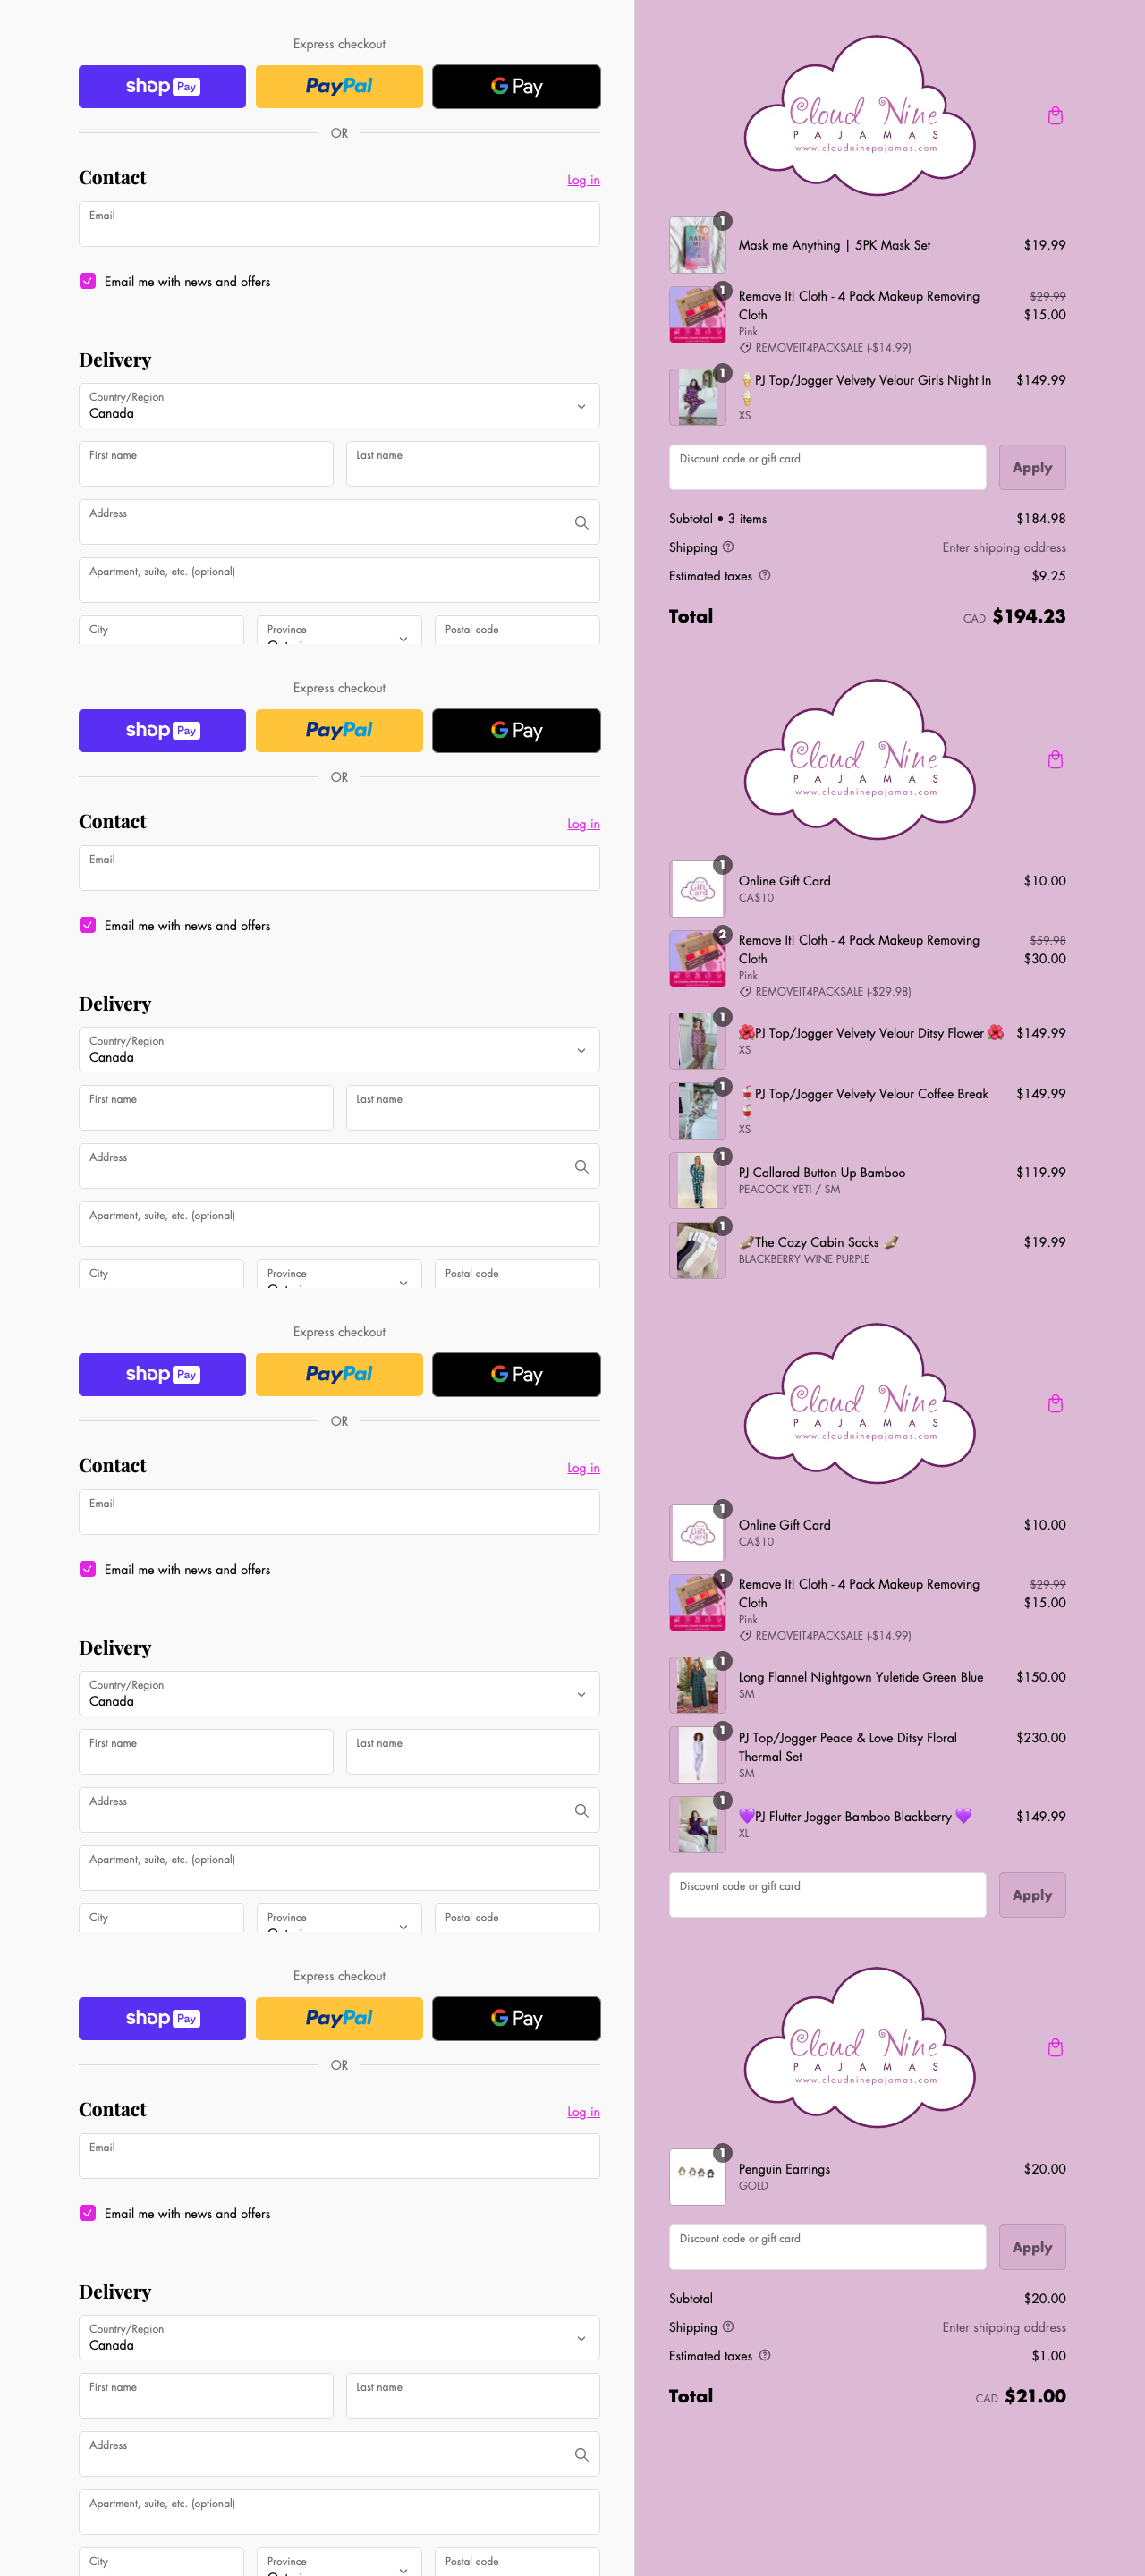 Express checkout
shop Pay
PayPal
G Pay
OR
Contact
Log in
Email
Email me with news and offers
Delivery
Country/Region
Canada
First name
Last name
Address
Apartment, suite, etc. (optional)
City
Province
Postal code
Cloud Nine
PAJAMAS
www.cloudninepajamas.com
1
Mask me Anything | 5PK Mask Set
$19.99
1
Remove It! Cloth - 4 Pack Makeup Removing
$29.99
Cloth
$15.00
Pink
REMOVEIT4PACKSALE (-$14.99)
1
🍦PJ Top/Jogger Velvety Velour Girls Night In
$149.99
🍦
XS
Discount code or gift card
Apply
Subtotal • 3 items
$184.98
Shipping
Enter shipping address
Estimated taxes
$9.25
Total
CAD $194.23
Express checkout
shop Pay
PayPal
G Pay
OR
Contact
Log in
Email
Email me with news and offers
Delivery
Country/Region
Canada
First name
Last name
Address
Apartment, suite, etc. (optional)
City
Province
Postal code
Cloud Nine
PAJAMAS
www.cloudninepajamas.com
Gift Card
1
Online Gift Card
$10.00
CA$10
2
Remove It! Cloth - 4 Pack Makeup Removing
$59.98
Cloth
$30.00
Pink
REMOVEIT4PACKSALE (-$29.98)
1
🌺PJ Top/Jogger Velvety Velour Ditsy Flower 🌺
$149.99
XS
1
🥤PJ Top/Jogger Velvety Velour Coffee Break
$149.99
🥤
XS
1
PJ Collared Button Up Bamboo
$119.99
PEACOCK YETI / SM
1
🧦The Cozy Cabin Socks 🧦
$19.99
BLACKBERRY WINE PURPLE
Express checkout
shop Pay
PayPal
G Pay
OR
Contact
Log in
Email
Email me with news and offers
Delivery
Country/Region
Canada
First name
Last name
Address
Apartment, suite, etc. (optional)
City
Province
Postal code
Cloud Nine
PAJAMAS
www.cloudninepajamas.com
Gift Card
1
Online Gift Card
$10.00
CA$10
1
Remove It! Cloth - 4 Pack Makeup Removing
$29.99
Cloth
$15.00
Pink
REMOVEIT4PACKSALE (-$14.99)
1
Long Flannel Nightgown Yuletide Green Blue
$150.00
SM
1
PJ Top/Jogger Peace & Love Ditsy Floral
$230.00
Thermal Set
SM
1
💜PJ Flutter Jogger Bamboo Blackberry 💜
$149.99
XL
Discount code or gift card
Apply
Express checkout
shop Pay
PayPal
G Pay
OR
Contact
Log in
Email
Email me with news and offers
Delivery
Country/Region
Canada
First name
Last name
Address
Apartment, suite, etc. (optional)
City
Province
Postal code
Cloud Nine
PAJAMAS
www.cloudninepajamas.com
1
Penguin Earrings
$20.00
GOLD
Discount code or gift card
Apply
Subtotal
$20.00
Shipping
Enter shipping address
Estimated taxes
$1.00
Total
CAD $21.00